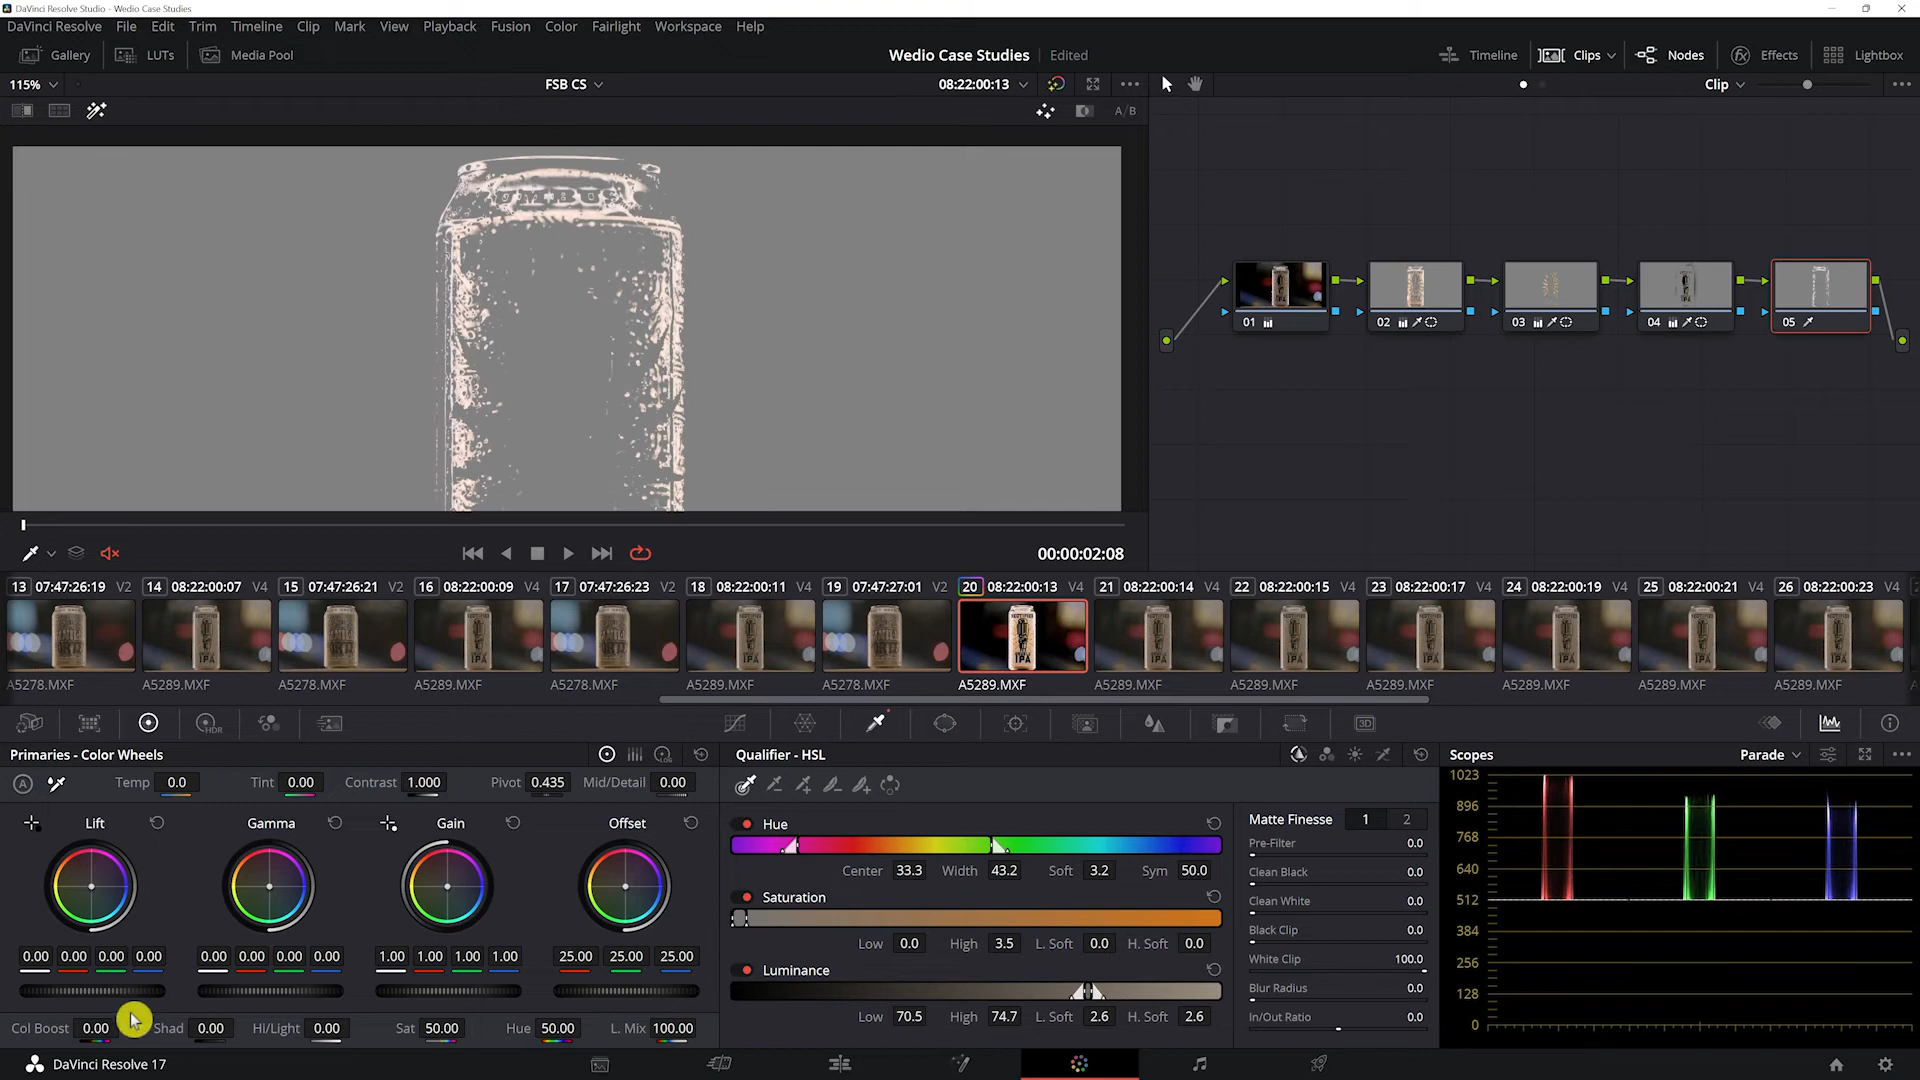 DaVinci Resolve Studio - Wedio Case Studies
DaVinci Resolve File Edit Trim Timeline Clip Mark View Playback Fusion Color Fairlight Workspace Help
Gallery LUTs Media Pool Wedio Case Studies Edited Timeline Clips Nodes Effects Lightbox
115% FSB CS 08:22:00:13 Clip
A/B
UMBUS
01 02 03 04 05
00:00:02:08
13 07:47:26:19 V2 14 08:22:00:07 V4 15 07:47:26:21 V2 16 08:22:00:09 V4 17 07:47:26:23 V2 18 08:22:00:11 V4 19 07:47:27:01 V2 20 08:22:00:13 V4 21 08:22:00:14 V4 22 08:22:00:15 V4 23 08:22:00:17 V4 24 08:22:00:19 V4 25 08:22:00:21 V4 26 08:22:00:23 V4
IPA IPA IPA IPA IPA IPA IPA IPA IPA IPA
A5278.MXF A5289.MXF A5278.MXF A5289.MXF A5278.MXF A5289.MXF A5278.MXF A5289.MXF A5289.MXF A5289.MXF A5289.MXF A5289.MXF A5289.MXF A5289.MXF
HDR 3D
Primaries - Color Wheels LOG Qualifier - HSL Scopes Parade
A Temp 0.0 Tint 0.00 Contrast 1.000 Pivot 0.435 Mid/Detail 0.00
Lift Gamma Gain Offset
0.00 0.00 0.00 0.00 0.00 0.00 0.00 0.00 1.00 1.00 1.00 1.00 25.00 25.00 25.00
Col Boost 0.00 Shad 0.00 Hi/Light 0.00 Sat 50.00 Hue 50.00 L. Mix 100.00
Hue
Center 33.3 Width 43.2 Soft 3.2 Sym 50.0
Saturation
Low 0.0 High 3.5 L. Soft 0.0 H. Soft 0.0
Luminance
Low 70.5 High 74.7 L. Soft 2.6 H. Soft 2.6
Matte Finesse 1 2
Pre-Filter 0.0
Clean Black 0.0
Clean White 0.0
Black Clip 0.0
White Clip 100.0
Blur Radius 0.0
In/Out Ratio 0.0
1023
896
768
640
512
384
256
128
0
DaVinci Resolve 17